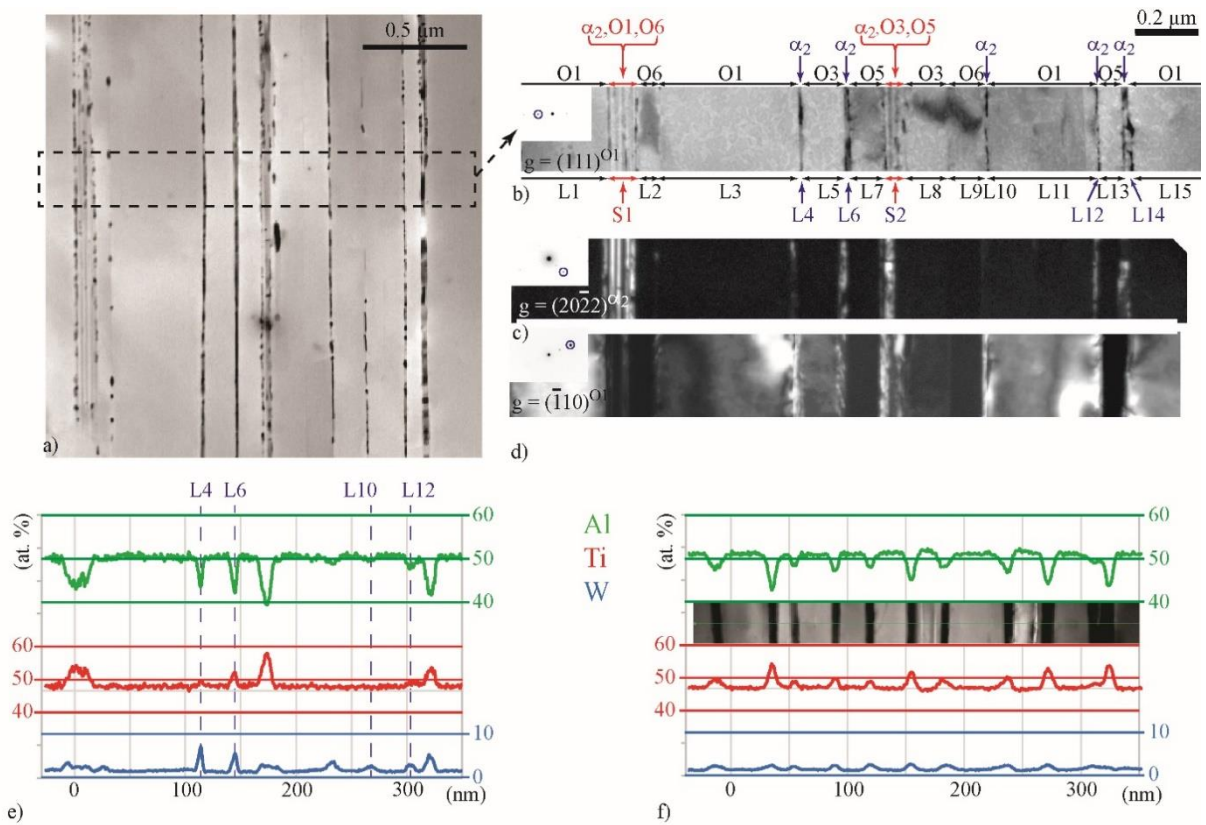 0.5 µm
a)
0.2 µm
α2,O1,O6 α2 α2 α2,O3,O5 α2 α2 α2
O1 O6 O1 O3 O5 O3 O6 O1 O5 O1
g = (111)O1
b) L1 L2 L3 L5 L7 L8 L9 L10 L11 L13 L15
S1 L4 L6 S2 L12 L14
g = (202̄2)α2
c)
g = (1̄10)O1
d)
L4 L6 L10 L12
(at. %) 60
50
40
60
50
40
10
0
0 100 200 300 (nm)
e)
Al
Ti
W
(at. %) 60
50
40
60
50
40
10
0
0 100 200 300 (nm)
f)